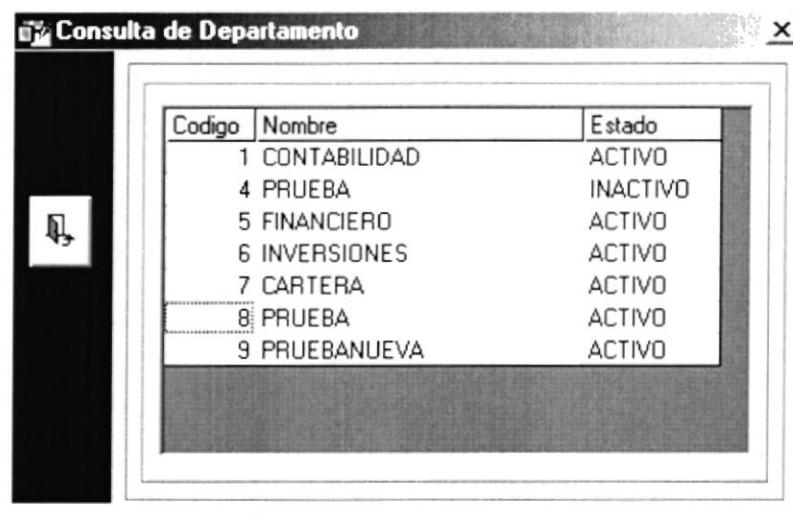 Consulta de Departamento
Codigo Nombre Estado
1 CONTABILIDAD ACTIVO
4 PRUEBA INACTIVO
5 FINANCIERO ACTIVO
6 INVERSIONES ACTIVO
7 CARTERA ACTIVO
8 PRUEBA ACTIVO
9 PRUEBANUEVA ACTIVO